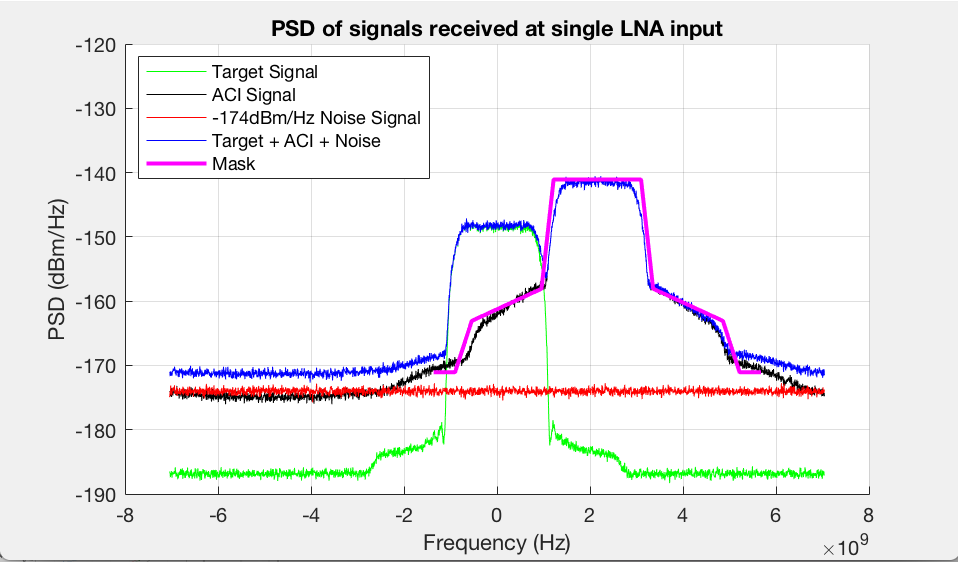 PSD of signals received at single LNA input
-120
-130
-140
-150
-160
-170
-180
-190
PSD (dBm/Hz)
Target Signal
ACI Signal
-174dBm/Hz Noise Signal
Target + ACI + Noise
Mask
-8 -6 -4 -2 0 2 4 6 8
Frequency (Hz)
×10⁹